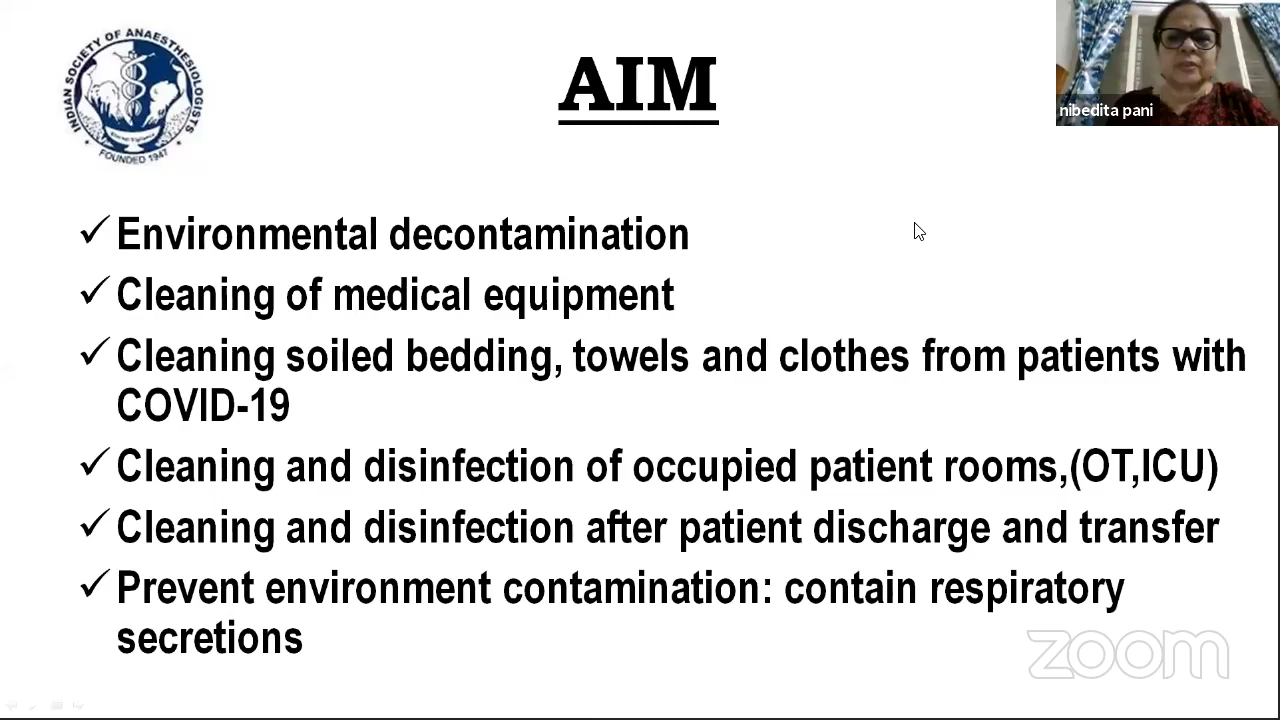 INDIAN SOCIETY OF ANAESTHESIOLOGISTS
FOUNDED 1947
AIM
nibedita pani
✓ Environmental decontamination
✓ Cleaning of medical equipment
✓ Cleaning soiled bedding, towels and clothes from patients with
COVID-19
✓ Cleaning and disinfection of occupied patient rooms,(OT,ICU)
✓ Cleaning and disinfection after patient discharge and transfer
✓ Prevent environment contamination: contain respiratory
secretions
zoom